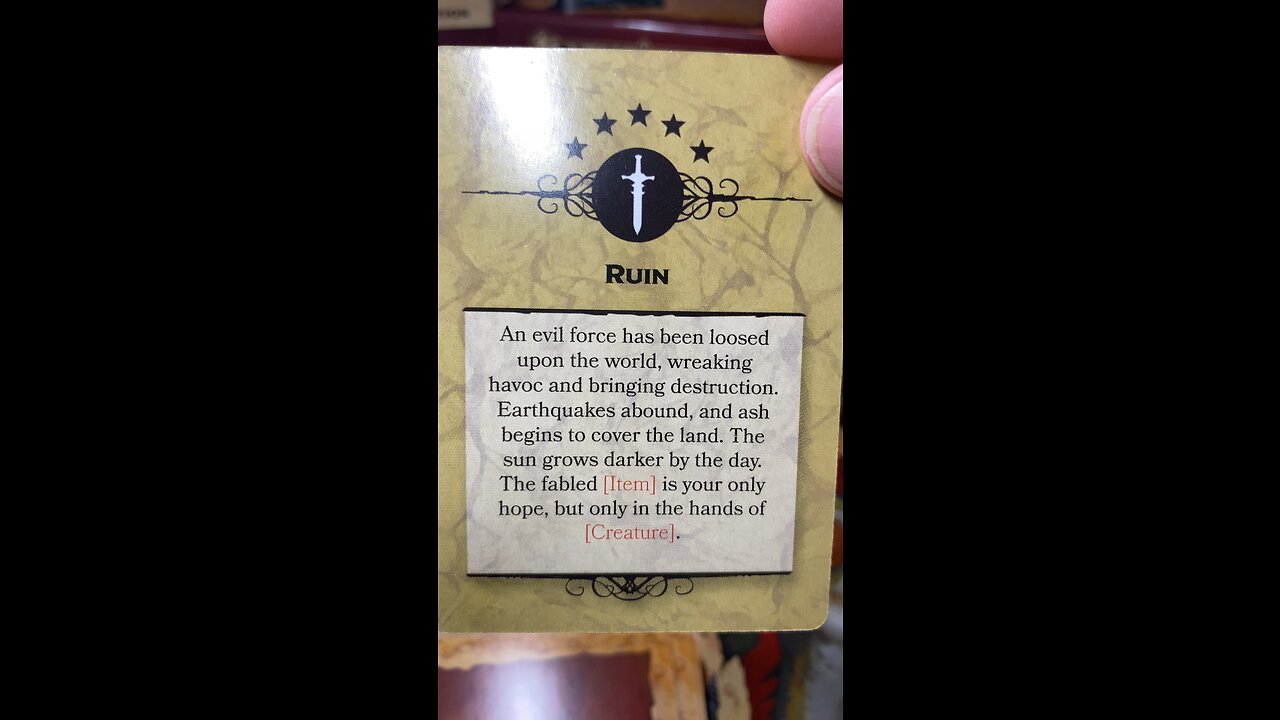 Ruin
An evil force has been loosed
upon the world, wreaking
havoc and bringing destruction.
Earthquakes abound, and ash
begins to cover the land. The
sun grows darker by the day.
The fabled [Item] is your only
hope, but only in the hands of
[Creature].